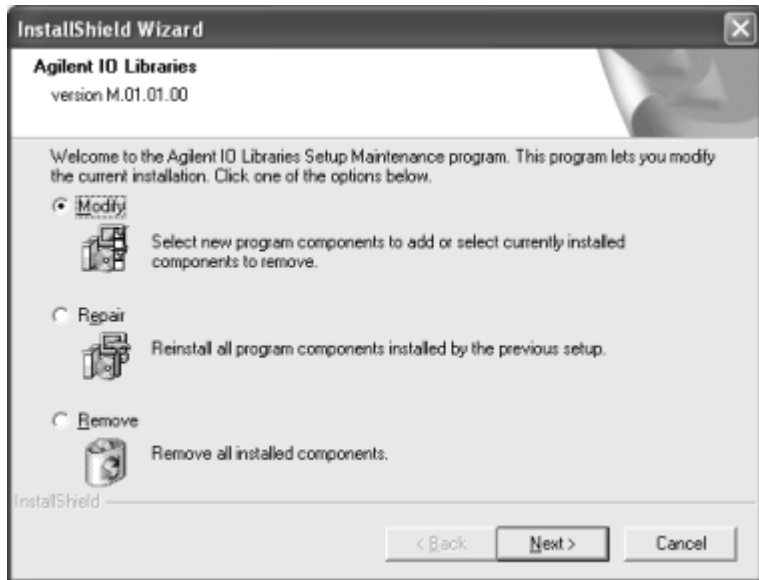 InstallShield Wizard
Agilent IO Libraries
version M.01.01.00
Welcome to the Agilent IO Libraries Setup Maintenance program. This program lets you modify
the current installation. Click one of the options below.
Modify
Select new program components to add or select currently installed
components to remove.
Repair
Reinstall all program components installed by the previous setup.
Remove
Remove all installed components.
InstallShield
< Back
Next >
Cancel